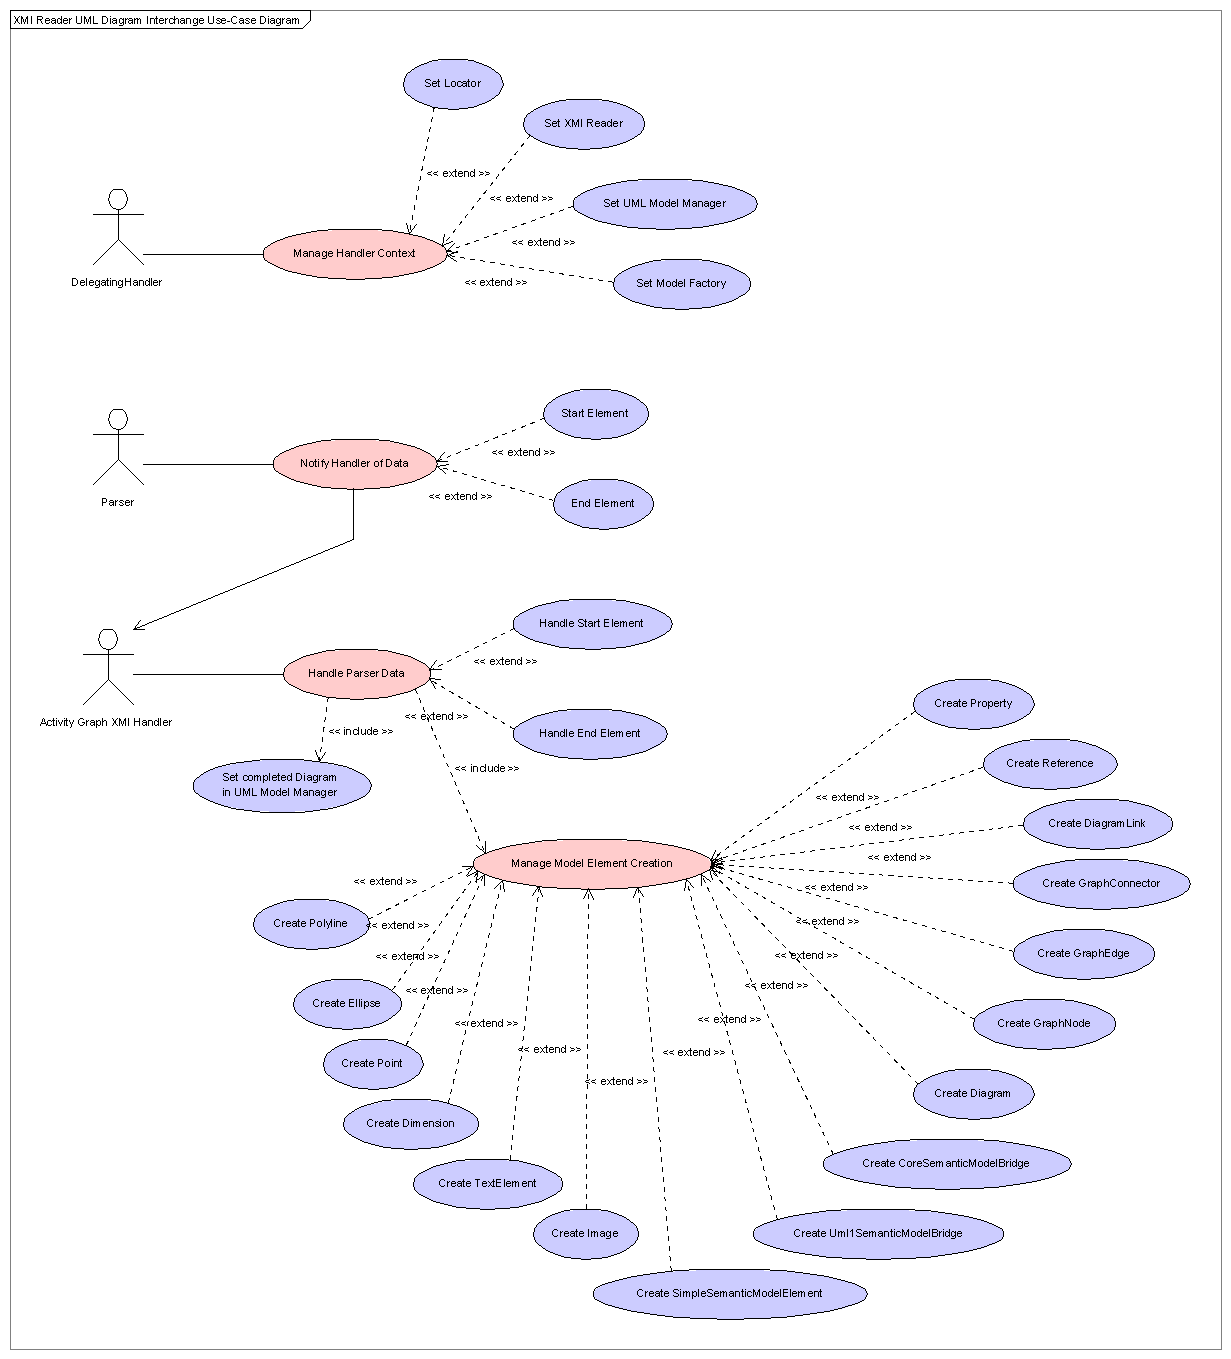 XMI Reader UML Diagram Interchange Use-Case Diagram
Set Locator
Set XMI Reader
<< extend >>
<< extend >>
Set UML Model Manager
<< extend >>
Manage Handler Context
DelegatingHandler
<< extend >>
Set Model Factory
Start Element
<< extend >>
Notify Handler of Data
<< extend >>
Parser
End Element
Handle Start Element
<< extend >>
Handle Parser Data
Activity Graph XMI Handler
<< extend >>
<< include >>
Handle End Element
<< include >>
Set completed Diagram
in UML Model Manager
Create Property
Create Reference
<< extend >>
Create DiagramLink
<< extend >>
<< extend >>
Manage Model Element Creation
Create GraphConnector
<< extend >>
<< extend >>
Create Polyline
<< extend >>
<< extend >>
Create GraphEdge
<< extend >>
<< extend >>
<< extend >>
<< extend >>
Create Ellipse
Create GraphNode
<< extend >>
<< extend >>
<< extend >>
<< extend >>
Create Point
<< extend >>
Create Diagram
Create Dimension
Create CoreSemanticModelBridge
Create TextElement
Create Image
Create Uml1SemanticModelBridge
Create SimpleSemanticModelElement